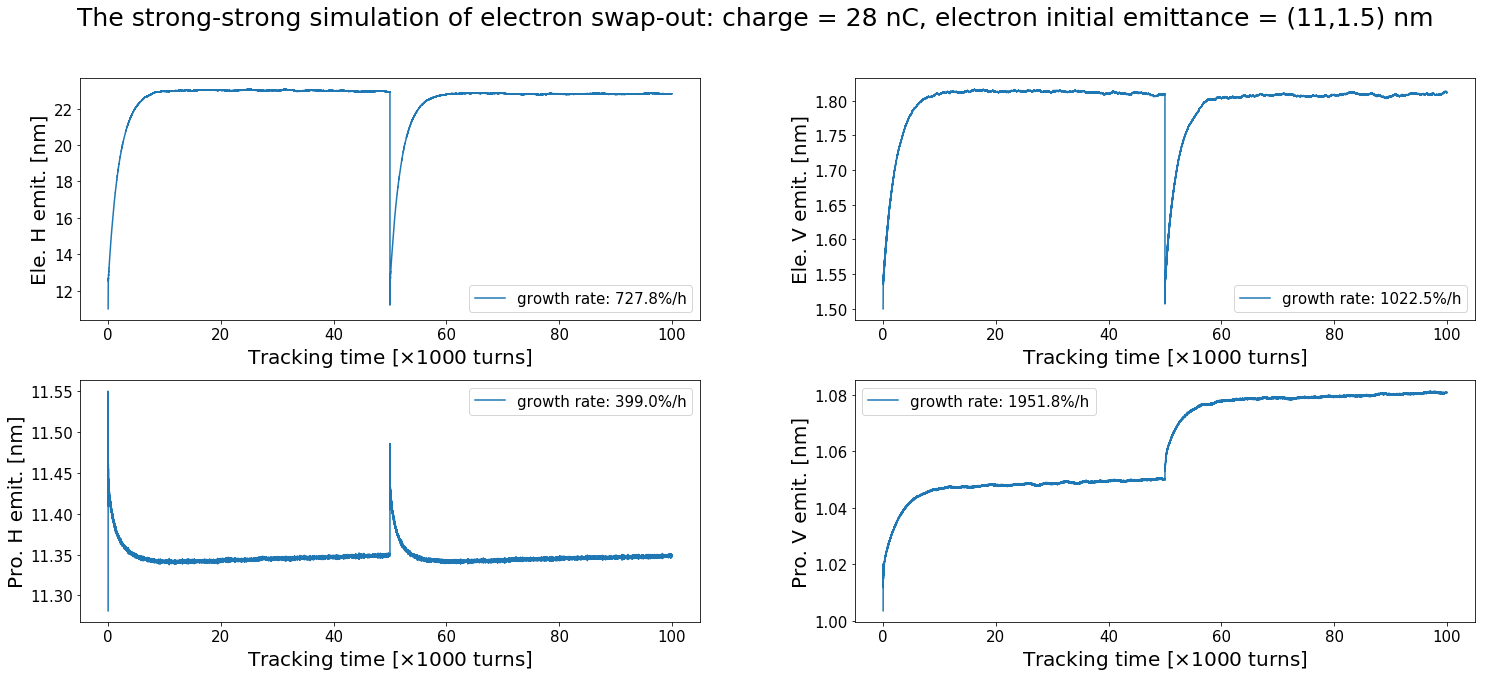 The strong-strong simulation of electron swap-out: charge = 28 nC, electron initial emittance = (11,1.5) nm
Ele. H emit. [nm]
22
20
18
16
14
12
growth rate: 727.8%/h
0 20 40 60 80 100
Tracking time [×1000 turns]
Ele. V emit. [nm]
1.80
1.75
1.70
1.65
1.60
1.55
1.50
growth rate: 1022.5%/h
0 20 40 60 80 100
Tracking time [×1000 turns]
Pro. H emit. [nm]
11.55
11.50
11.45
11.40
11.35
11.30
growth rate: 399.0%/h
0 20 40 60 80 100
Tracking time [×1000 turns]
Pro. V emit. [nm]
1.08
1.06
1.04
1.02
1.00
growth rate: 1951.8%/h
0 20 40 60 80 100
Tracking time [×1000 turns]